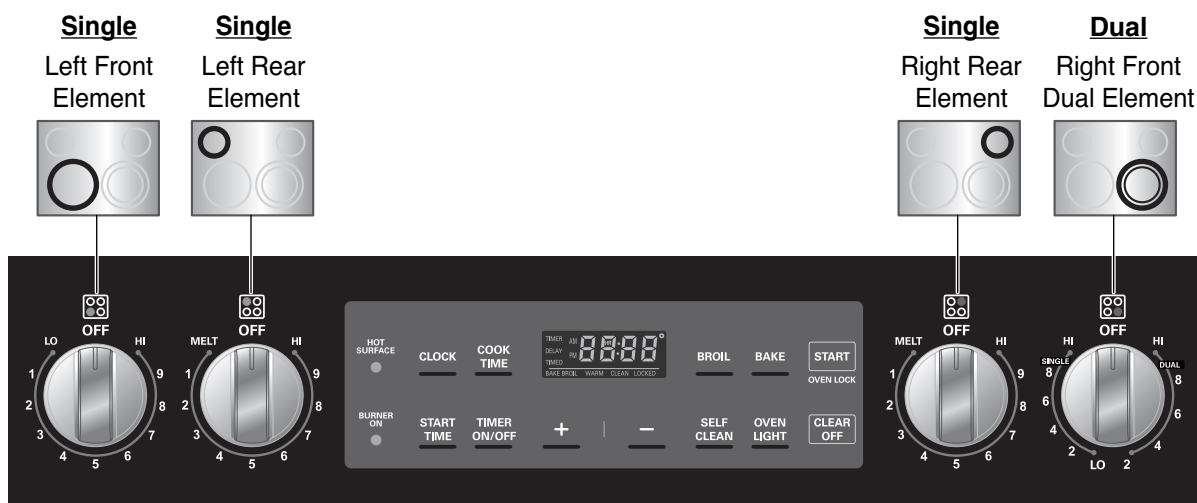 Single
Left Front
Element
Single
Left Rear
Element
Single
Right Rear
Element
Dual
Right Front
Dual Element
OFF
LO HI
1 9
2 8
3 7
4 5 6
OFF
MELT HI
1 9
2 8
3 7
4 5 6
HOT
SURFACE
CLOCK
COOK
TIME
TIMER AM
DELAY PM
TIMED
88:88°
BAKE BROIL WARM CLEAN LOCKED
BROIL
BAKE
START
OVEN LOCK
BURNER
ON
START
TIME
TIMER
ON/OFF
+ | −
SELF
CLEAN
OVEN
LIGHT
CLEAR
OFF
OFF
MELT HI
1 9
2 8
3 7
4 5 6
OFF
HI HI
SINGLE DUAL
8 8
6 6
4 4
2 LO 2